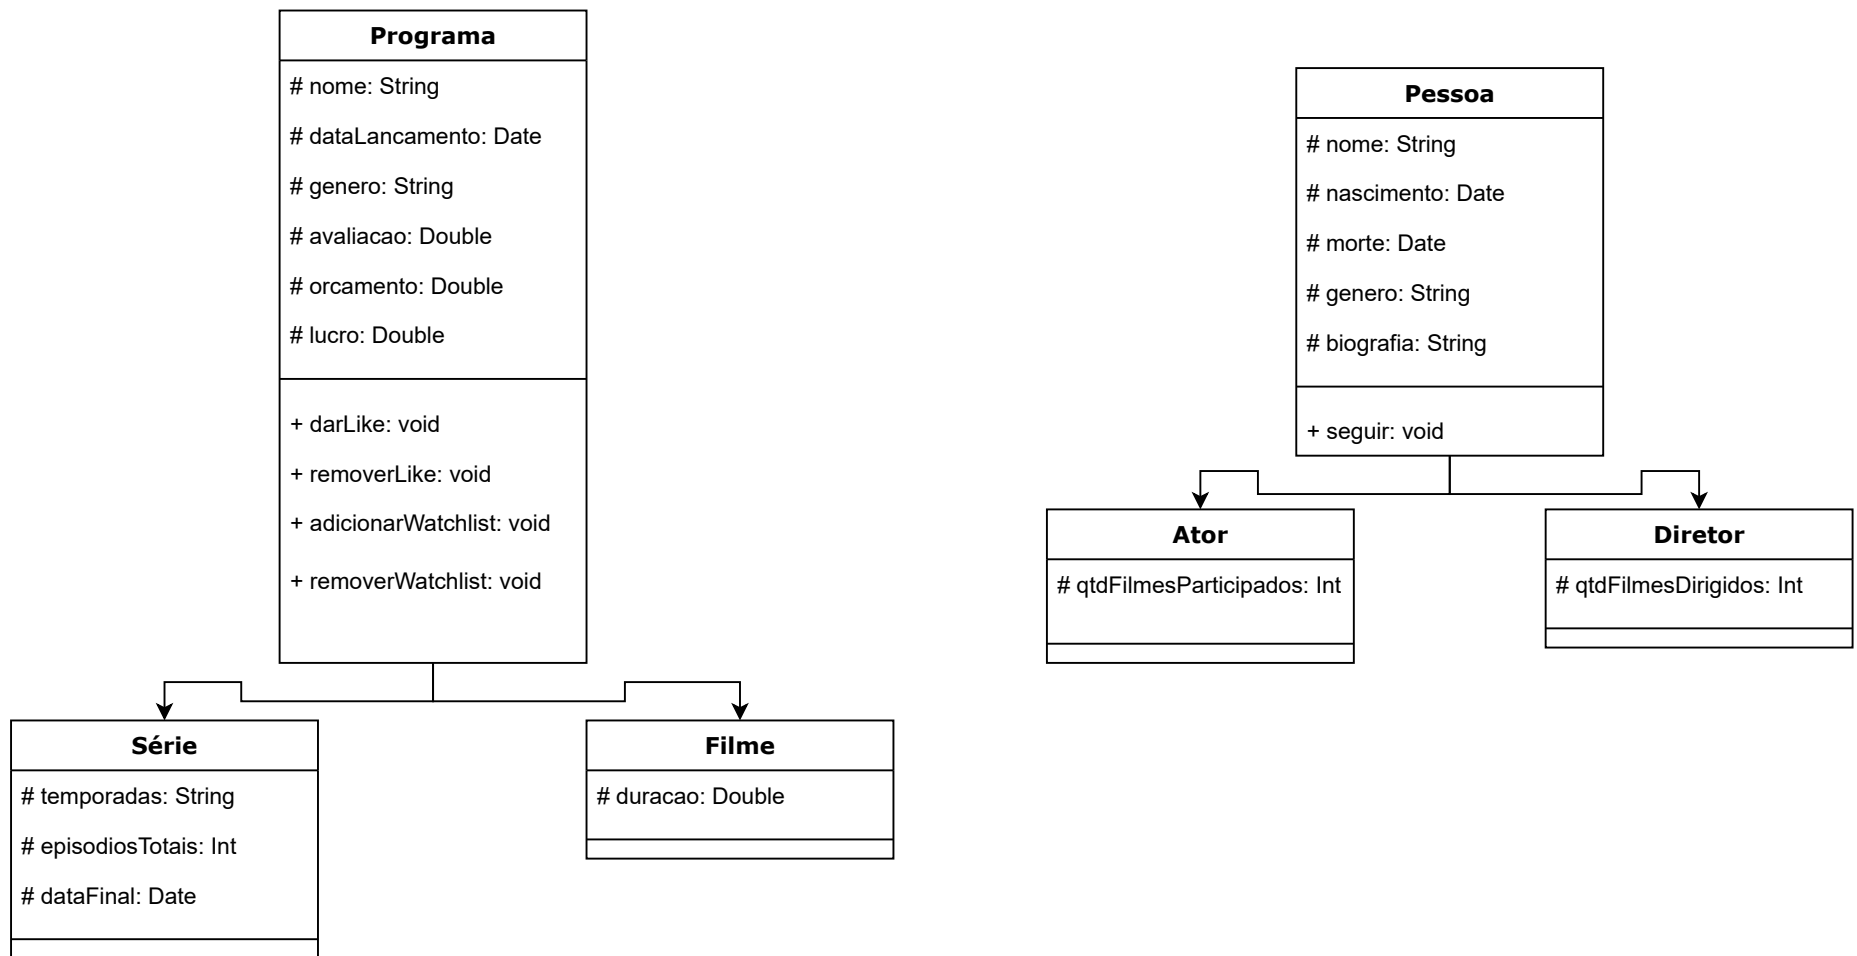 Programa
# nome: String
# dataLancamento: Date
# genero: String
# avaliacao: Double
# orcamento: Double
# lucro: Double
+ darLike: void
+ removerLike: void
+ adicionarWatchlist: void
+ removerWatchlist: void
Série
# temporadas: String
# episodiosTotais: Int
# dataFinal: Date
Filme
# duracao: Double
Pessoa
# nome: String
# nascimento: Date
# morte: Date
# genero: String
# biografia: String
+ seguir: void
Ator
# qtdFilmesParticipados: Int
Diretor
# qtdFilmesDirigidos: Int